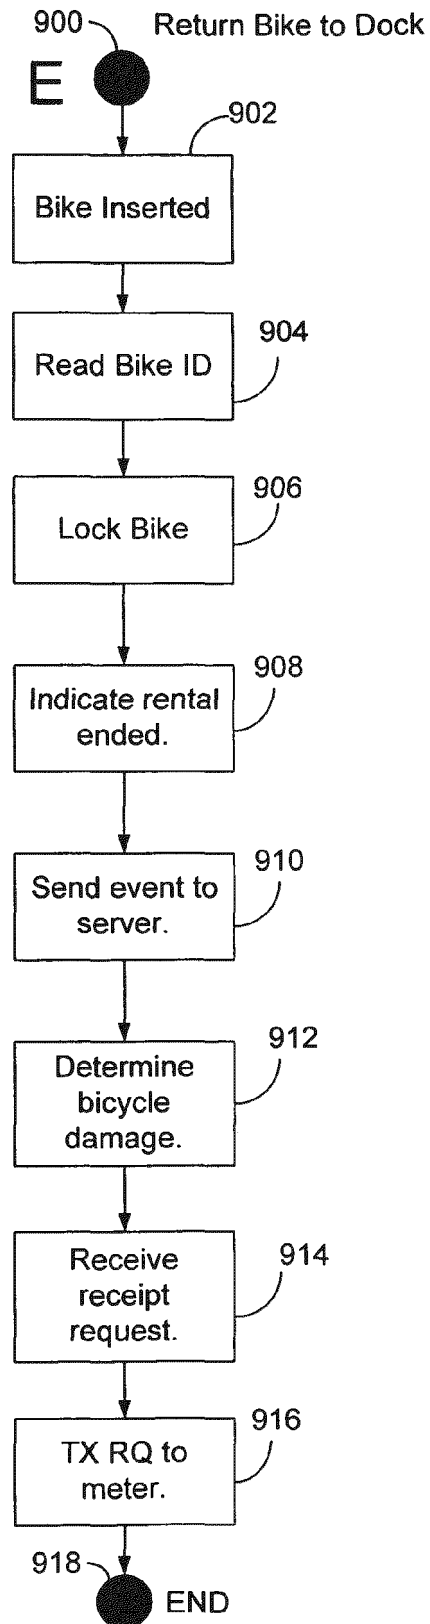 900 Return Bike to Dock
E
902
Bike Inserted
904
Read Bike ID
906
Lock Bike
908
Indicate rental
ended.
910
Send event to
server.
912
Determine
bicycle
damage.
914
Receive
receipt
request.
916
TX RQ to
meter.
918
END